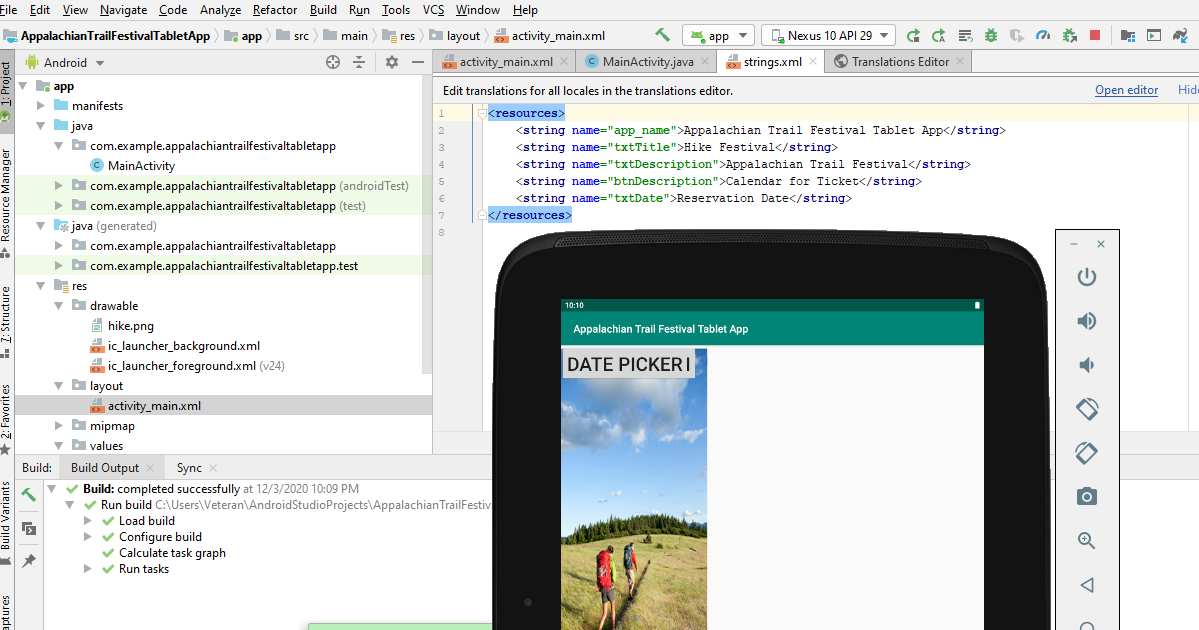 File Edit View Navigate Code Analyze Refactor Build Run Tools VCS Window Help
AppalachianTrailFestivalTabletApp app src main res layout activity_main.xml app Nexus 10 API 29
1: Project
Android
activity_main.xml MainActivity.java strings.xml Translations Editor
Edit translations for all locales in the translations editor. Open editor Hide
app
manifests
java
com.example.appalachiantrailfestivaltabletapp
MainActivity
com.example.appalachiantrailfestivaltabletapp (androidTest)
com.example.appalachiantrailfestivaltabletapp (test)
java (generated)
com.example.appalachiantrailfestivaltabletapp
com.example.appalachiantrailfestivaltabletapp.test
res
drawable
hike.png
ic_launcher_background.xml
ic_launcher_foreground.xml (v24)
layout
activity_main.xml
mipmap
values
Resource Manager
7: Structure
2: Favorites
Build Variants
aptures
1 <resources>
2 <string name="app_name">Appalachian Trail Festival Tablet App</string>
3 <string name="txtTitle">Hike Festival</string>
4 <string name="txtDescription">Appalachian Trail Festival</string>
5 <string name="btnDescription">Calendar for Ticket</string>
6 <string name="txtDate">Reservation Date</string>
7 </resources>
8
10:10
Appalachian Trail Festival Tablet App
DATE PICKER I
Build: Build Output Sync
Build: completed successfully at 12/3/2020 10:09 PM
Run build C:\Users\Veteran\AndroidStudioProjects\AppalachianTrailFestiv
Load build
Configure build
Calculate task graph
Run tasks